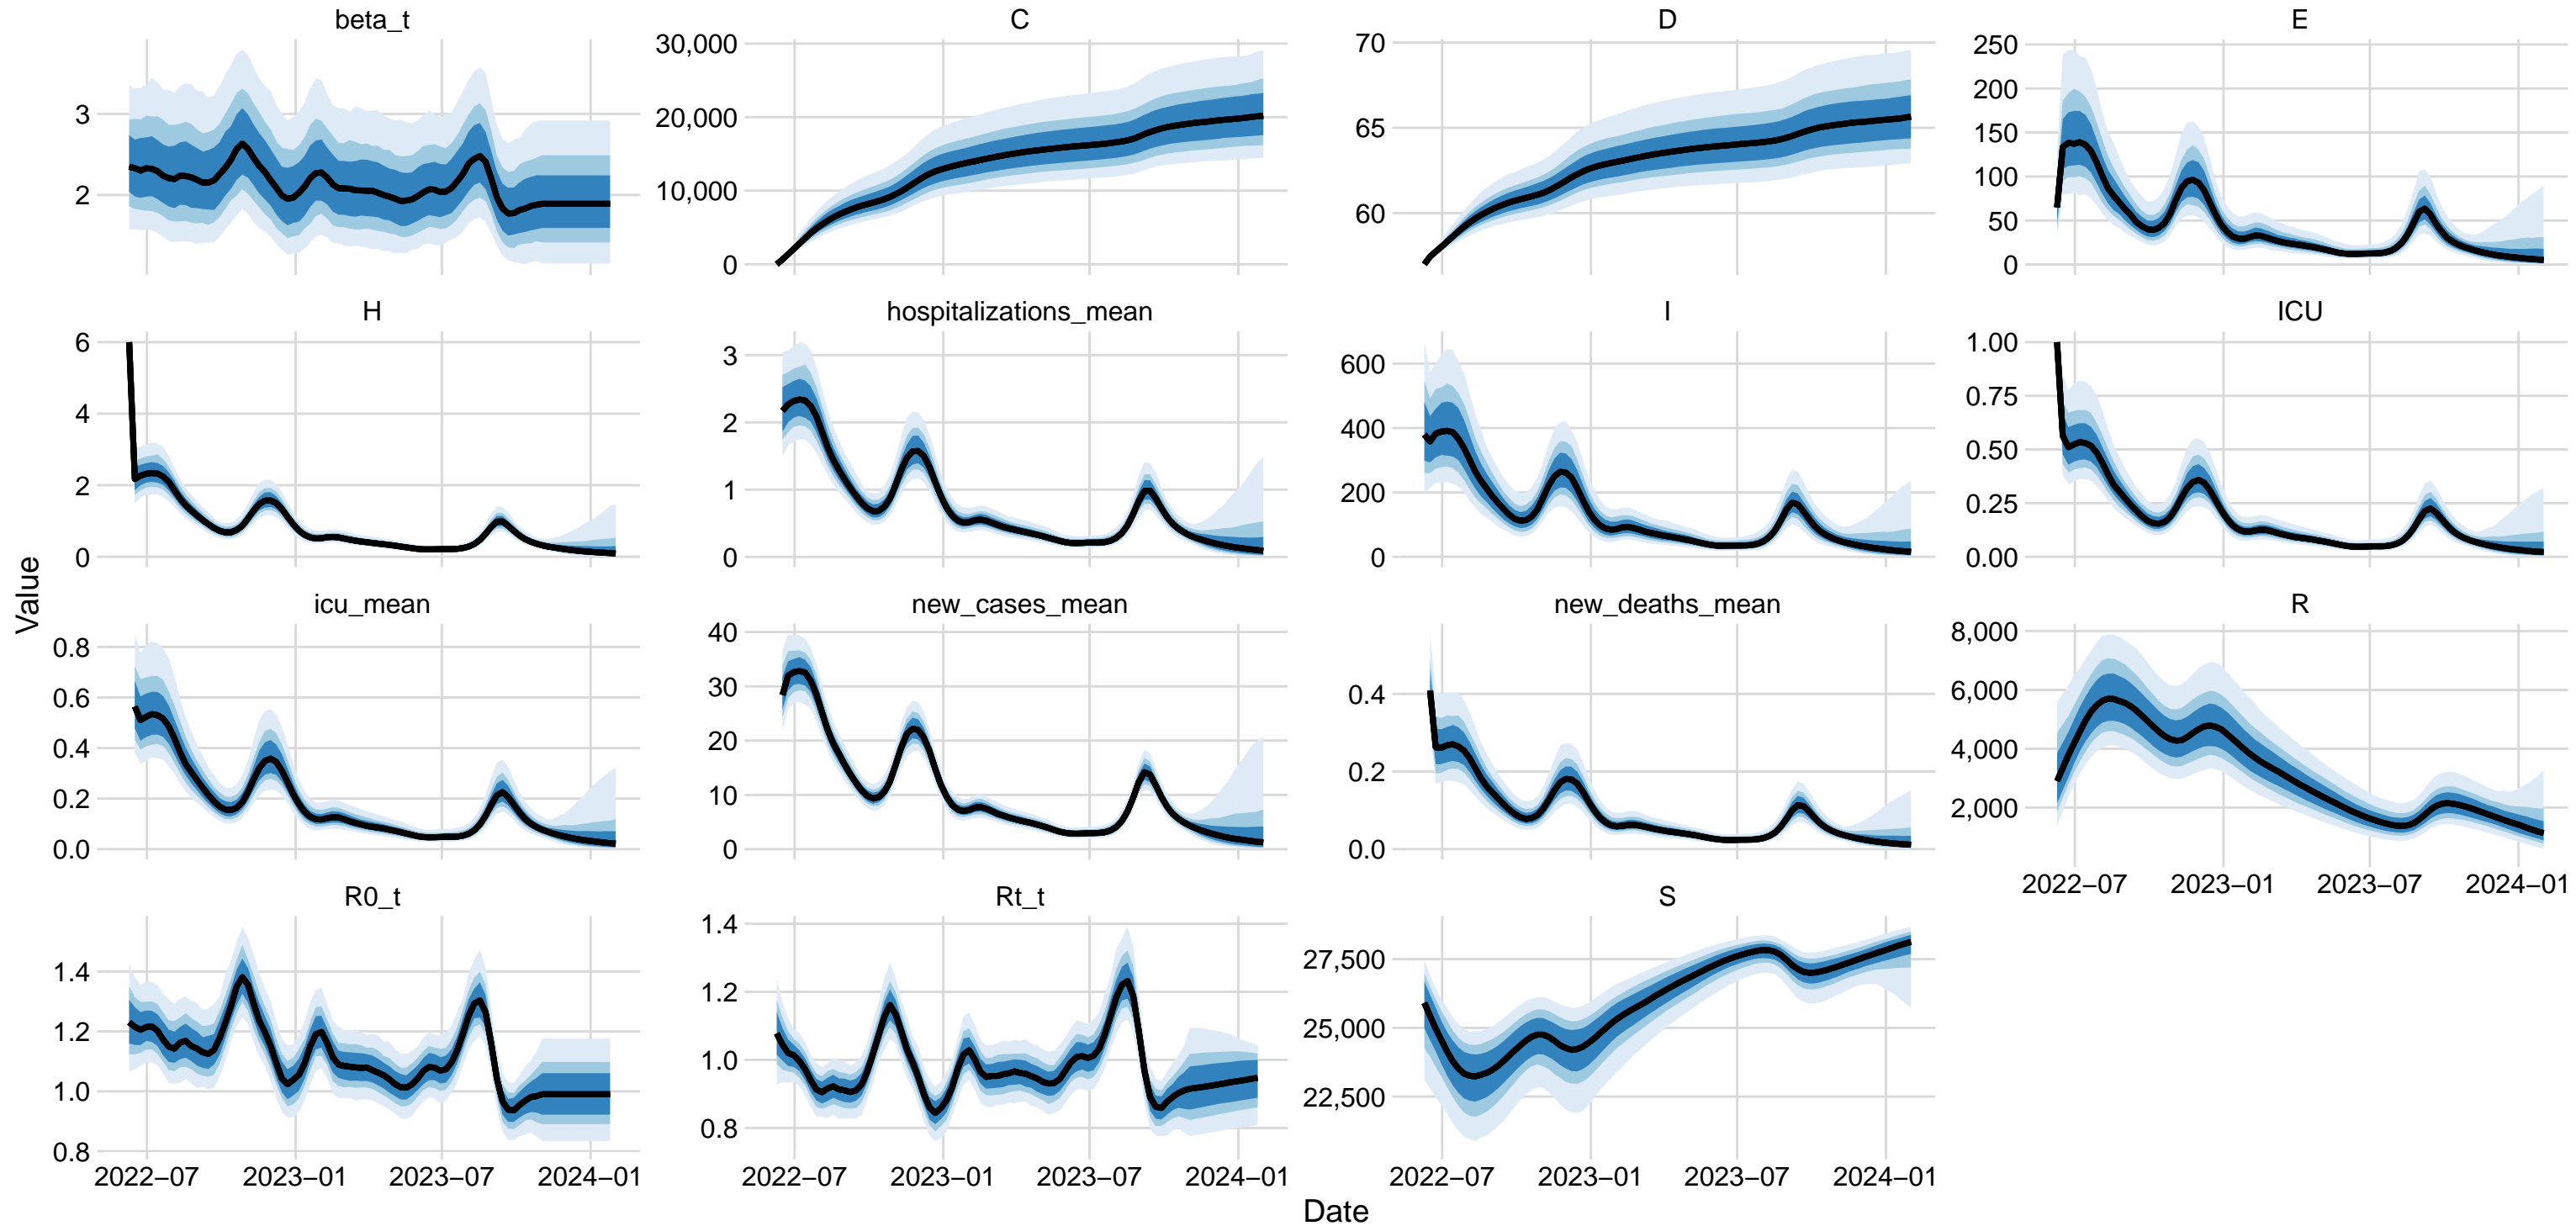 beta_t
C
D
E
3
2
30,000
20,000
10,000
0
70
65
60
250
200
150
100
50
0
H
hospitalizations_mean
I
ICU
6
4
2
0
3
2
1
0
600
400
200
0
1.00
0.75
0.50
0.25
0.00
Value
icu_mean
new_cases_mean
new_deaths_mean
R
0.8
0.6
0.4
0.2
0.0
40
30
20
10
0
0.4
0.2
0.0
8,000
6,000
4,000
2,000
2022−07 2023−01 2023−07 2024−01
R0_t
Rt_t
S
1.4
1.2
1.0
0.8
1.4
1.2
1.0
0.8
27,500
25,000
22,500
2022−07 2023−01 2023−07 2024−01
2022−07 2023−01 2023−07 2024−01
2022−07 2023−01 2023−07 2024−01
Date